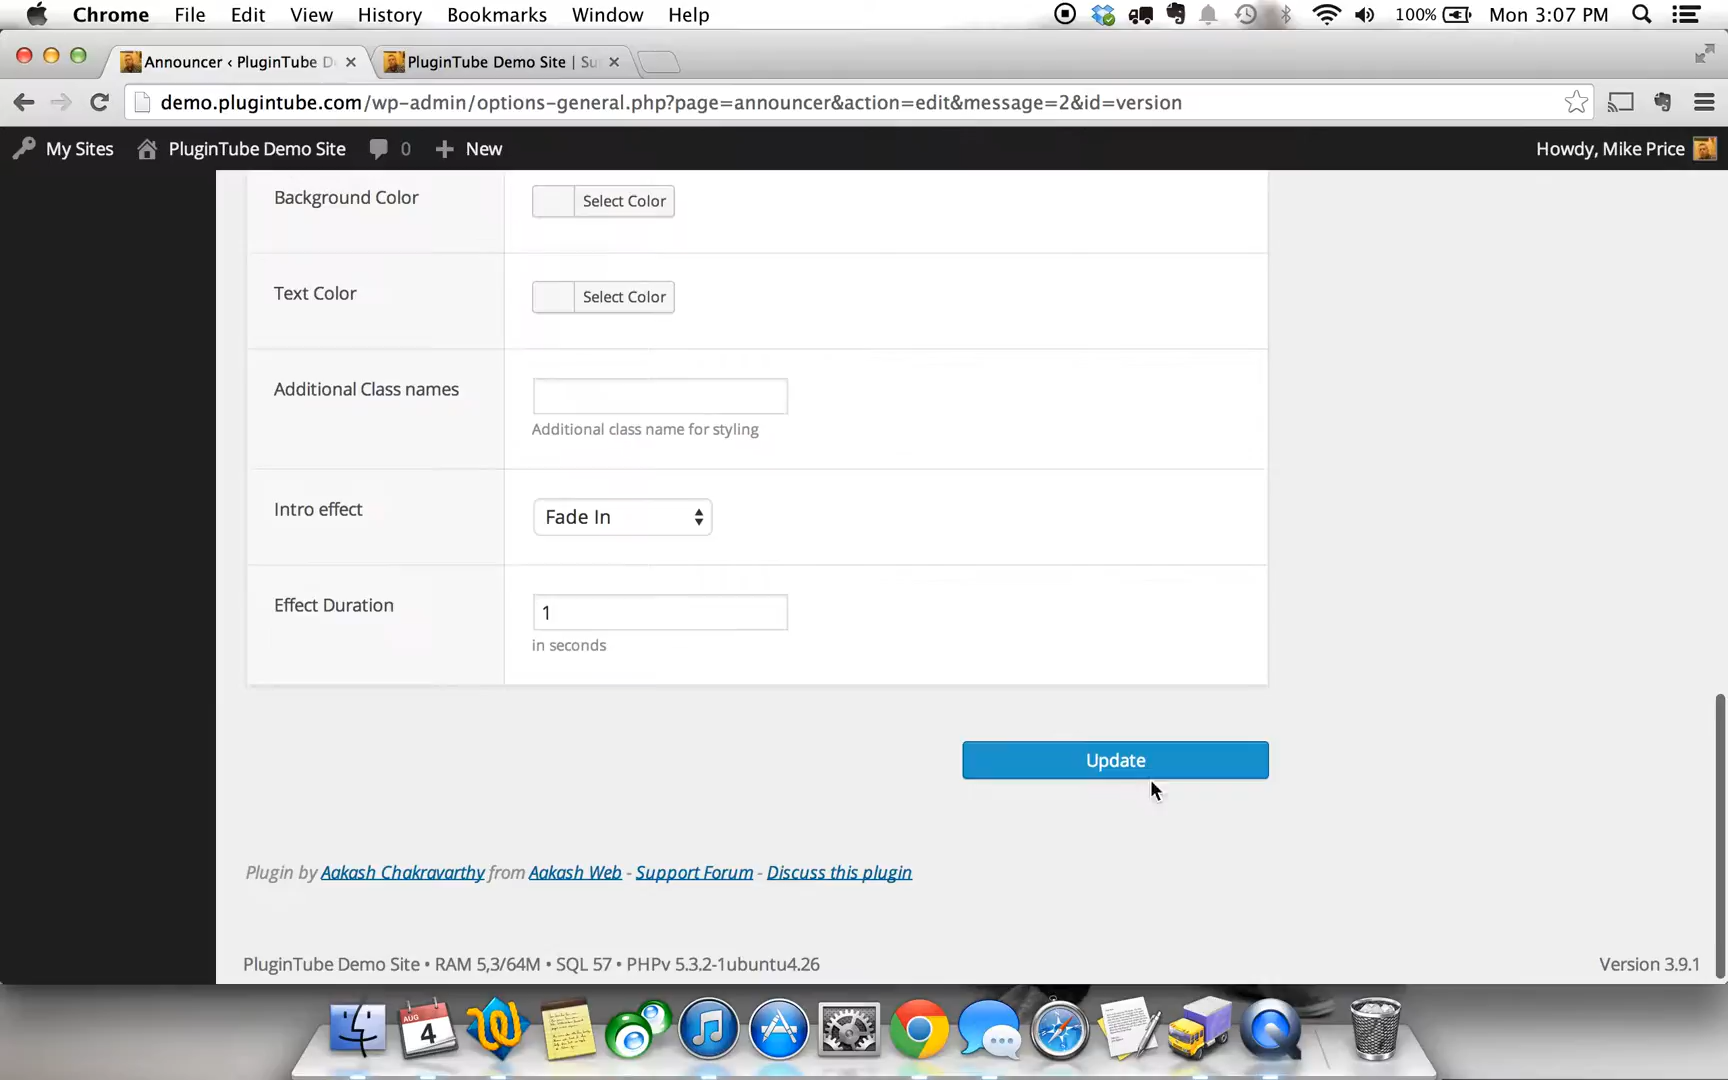 Chrome File Edit View History Bookmarks Window Help 100% Mon 3:07 PM
Announcer ‹ PluginTube D
PluginTube Demo Site | Su
demo.plugintube.com/wp-admin/options-general.php?page=announcer&action=edit&message=2&id=version
My Sites PluginTube Demo Site 0 New Howdy, Mike Price
Background Color Select Color
Text Color Select Color
Additional Class names
Additional class name for styling
Intro effect Fade In
Effect Duration 1
in seconds
Update
Plugin by Aakash Chakravarthy from Aakash Web - Support Forum - Discuss this plugin
PluginTube Demo Site • RAM 5,3/64M • SQL 57 • PHPv 5.3.2-1ubuntu4.26 Version 3.9.1
AUG
4